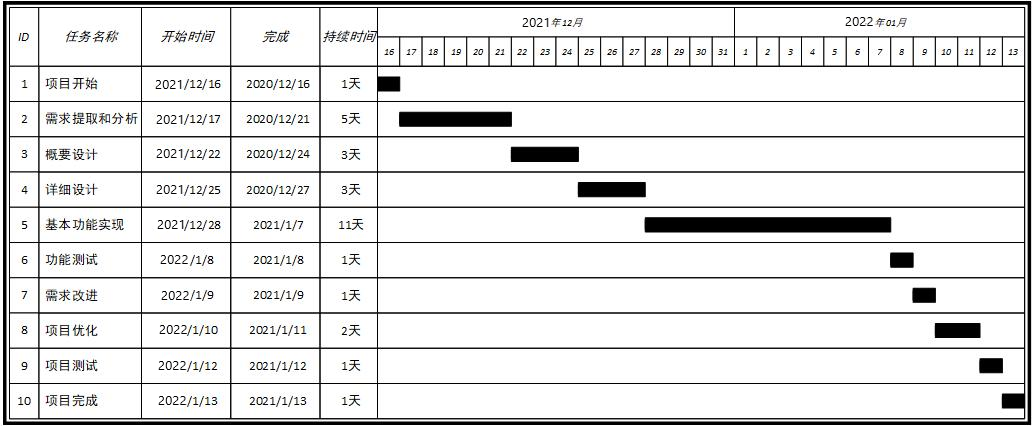 ID 任务名称 开始时间 完成 持续时间 2021年12月 2022年01月
16 17 18 19 20 21 22 23 24 25 26 27 28 29 30 31 1 2 3 4 5 6 7 8 9 10 11 12 13
1 项目开始 2021/12/16 2020/12/16 1天
2 需求提取和分析 2021/12/17 2020/12/21 5天
3 概要设计 2021/12/22 2020/12/24 3天
4 详细设计 2021/12/25 2020/12/27 3天
5 基本功能实现 2021/12/28 2021/1/7 11天
6 功能测试 2022/1/8 2021/1/8 1天
7 需求改进 2022/1/9 2021/1/9 1天
8 项目优化 2022/1/10 2021/1/11 2天
9 项目测试 2022/1/12 2021/1/12 1天
10 项目完成 2022/1/13 2021/1/13 1天